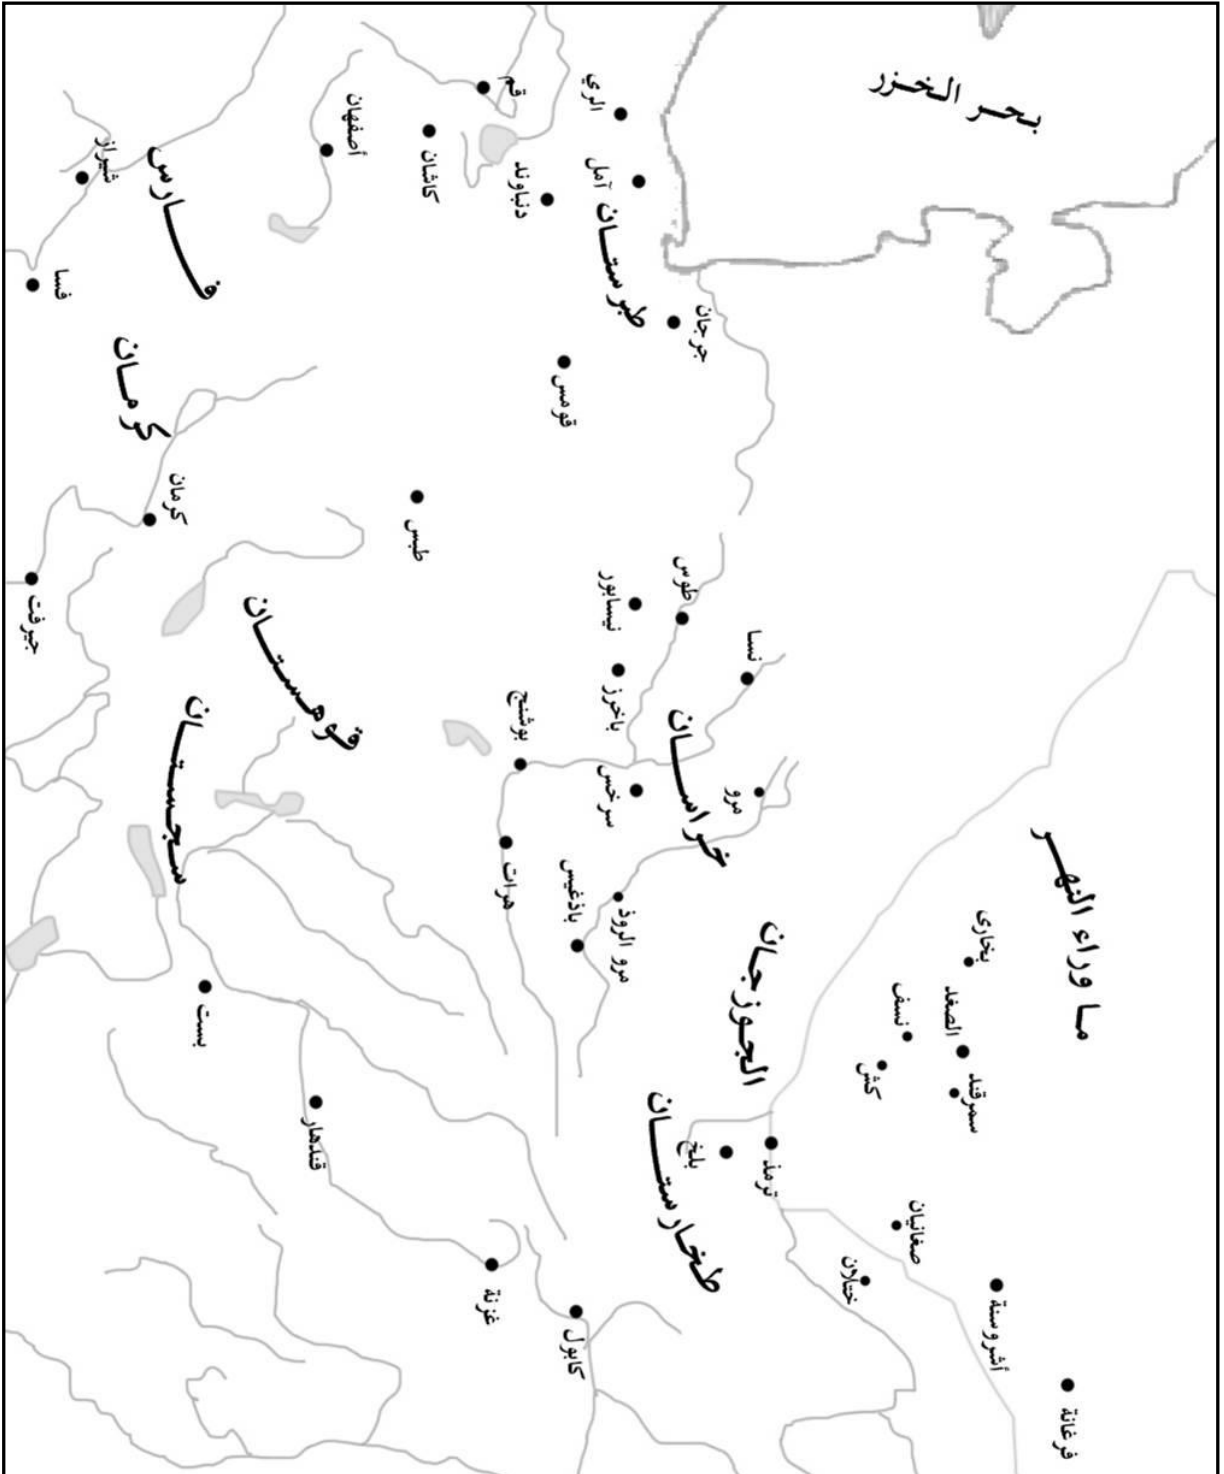 بحر الخزر
الري
قم
أصفهان
كاشان
دنباوند
آمل
طبرستان
شيراز
فارس
فسا
جرجان
قومس
كرمان
كرمان
طبس
جيرفت
نيسابور
طوس
نسا
باخرز
قوهستان
بوشنج
خراسان
سرخس
مرو
سجستان
هرات
باذغيس
مرو الروذ
ما وراء النهر
بخارى
نسف
الصغد
كش
سمرقند
الجوزجان
بست
قندهار
طخارستان
بلخ
ترمذ
صغانيان
ختلان
غزنة
كابول
أشروسنة
فرغانة